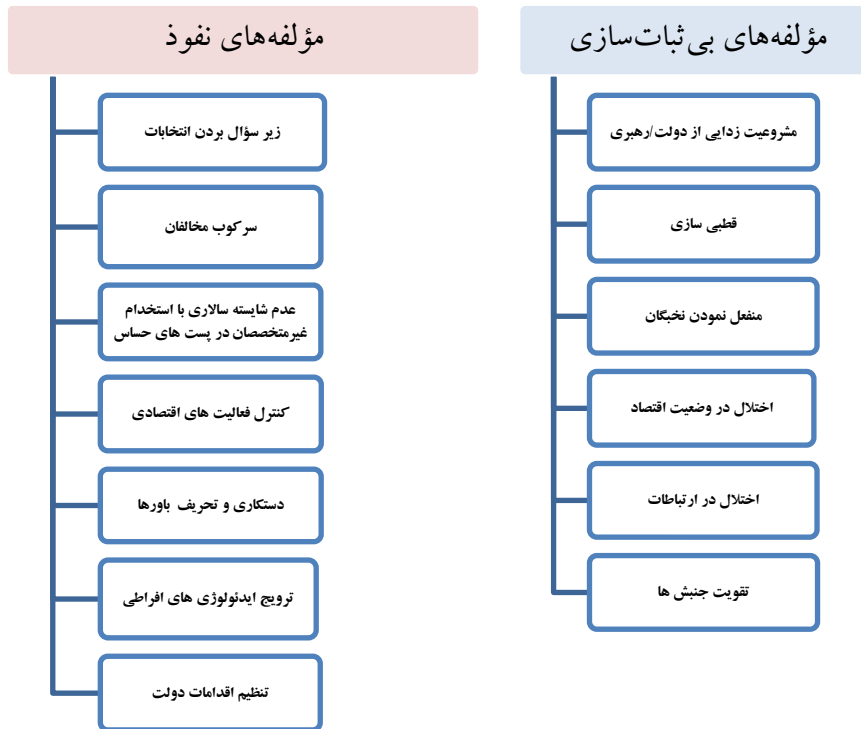 مؤلفه‌های بی‌ثبات‌سازی
مشروعیت زدایی از دولت/رهبری
قطبی سازی
منفعل نمودن نخبگان
اختلال در وضعیت اقتصاد
اختلال در ارتباطات
تقویت جنبش ها
مؤلفه‌های نفوذ
زیر سؤال بردن انتخابات
سرکوب مخالفان
عدم شایسته سالاری با استخدام
غیرمتخصصان در پست های حساس
کنترل فعالیت های اقتصادی
دستکاری و تحریف باورها
ترویج ایدئولوژی های افراطی
تنظیم اقدامات دولت